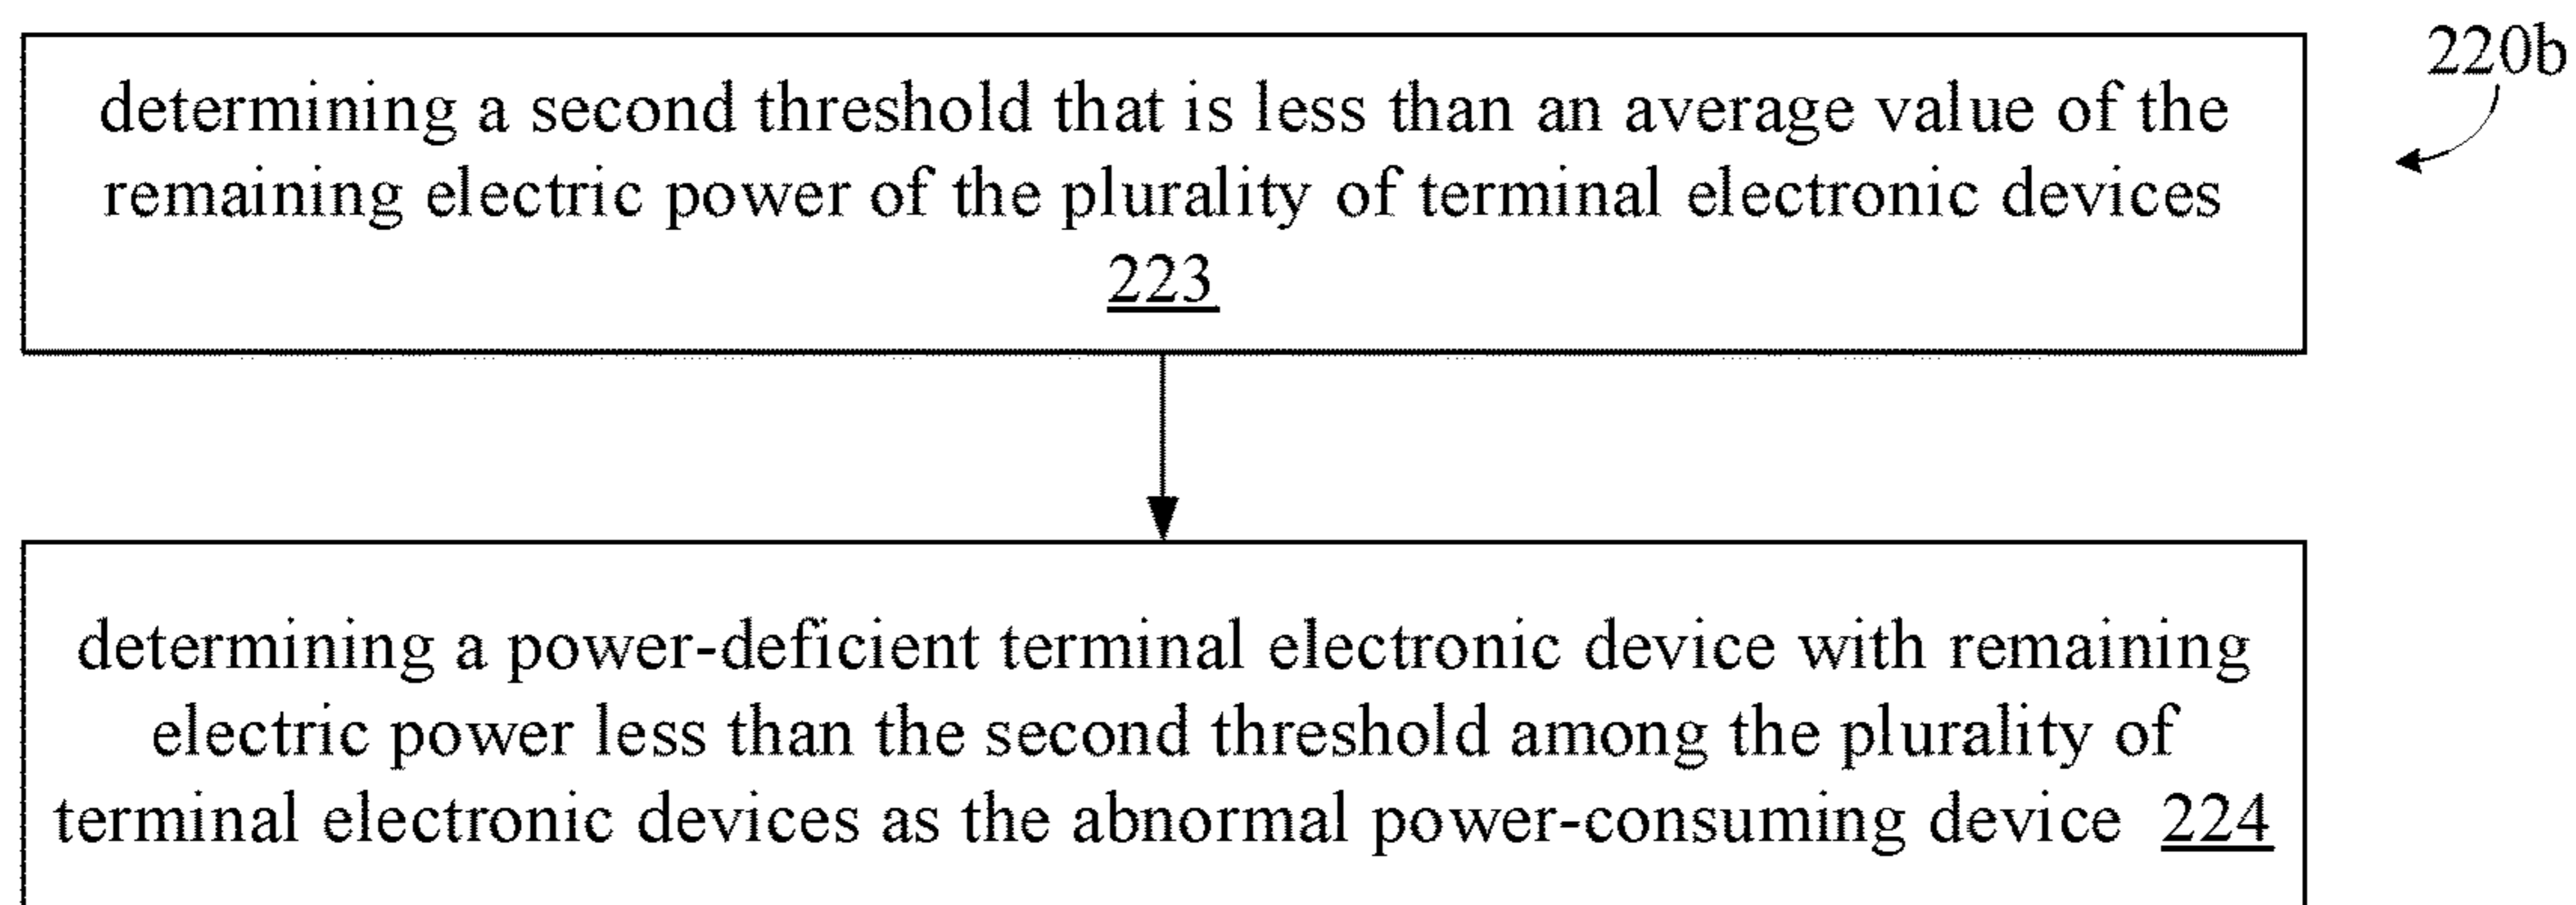 220b
determining a second threshold that is less than an average value of the
remaining electric power of the plurality of terminal electronic devices
223
determining a power-deficient terminal electronic device with remaining
electric power less than the second threshold among the plurality of
terminal electronic devices as the abnormal power-consuming device 224